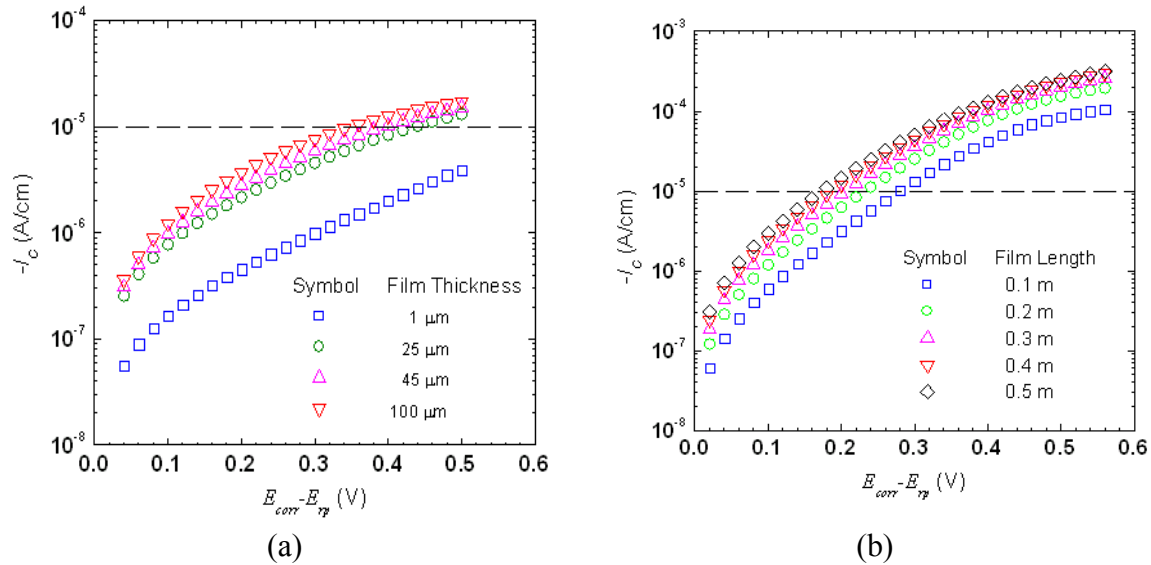 10⁻⁴
10⁻⁵
10⁻⁶
10⁻⁷
10⁻⁸
-I_C (A/cm)
Symbol Film Thickness
1 μm
25 μm
45 μm
100 μm
0.0 0.1 0.2 0.3 0.4 0.5 0.6
E_corr-E_rp (V)
(a)
10⁻³
10⁻⁴
10⁻⁵
10⁻⁶
10⁻⁷
10⁻⁸
-I_C (A/cm)
Symbol Film Length
0.1 m
0.2 m
0.3 m
0.4 m
0.5 m
0.0 0.1 0.2 0.3 0.4 0.5 0.6
E_corr-E_rp (V)
(b)